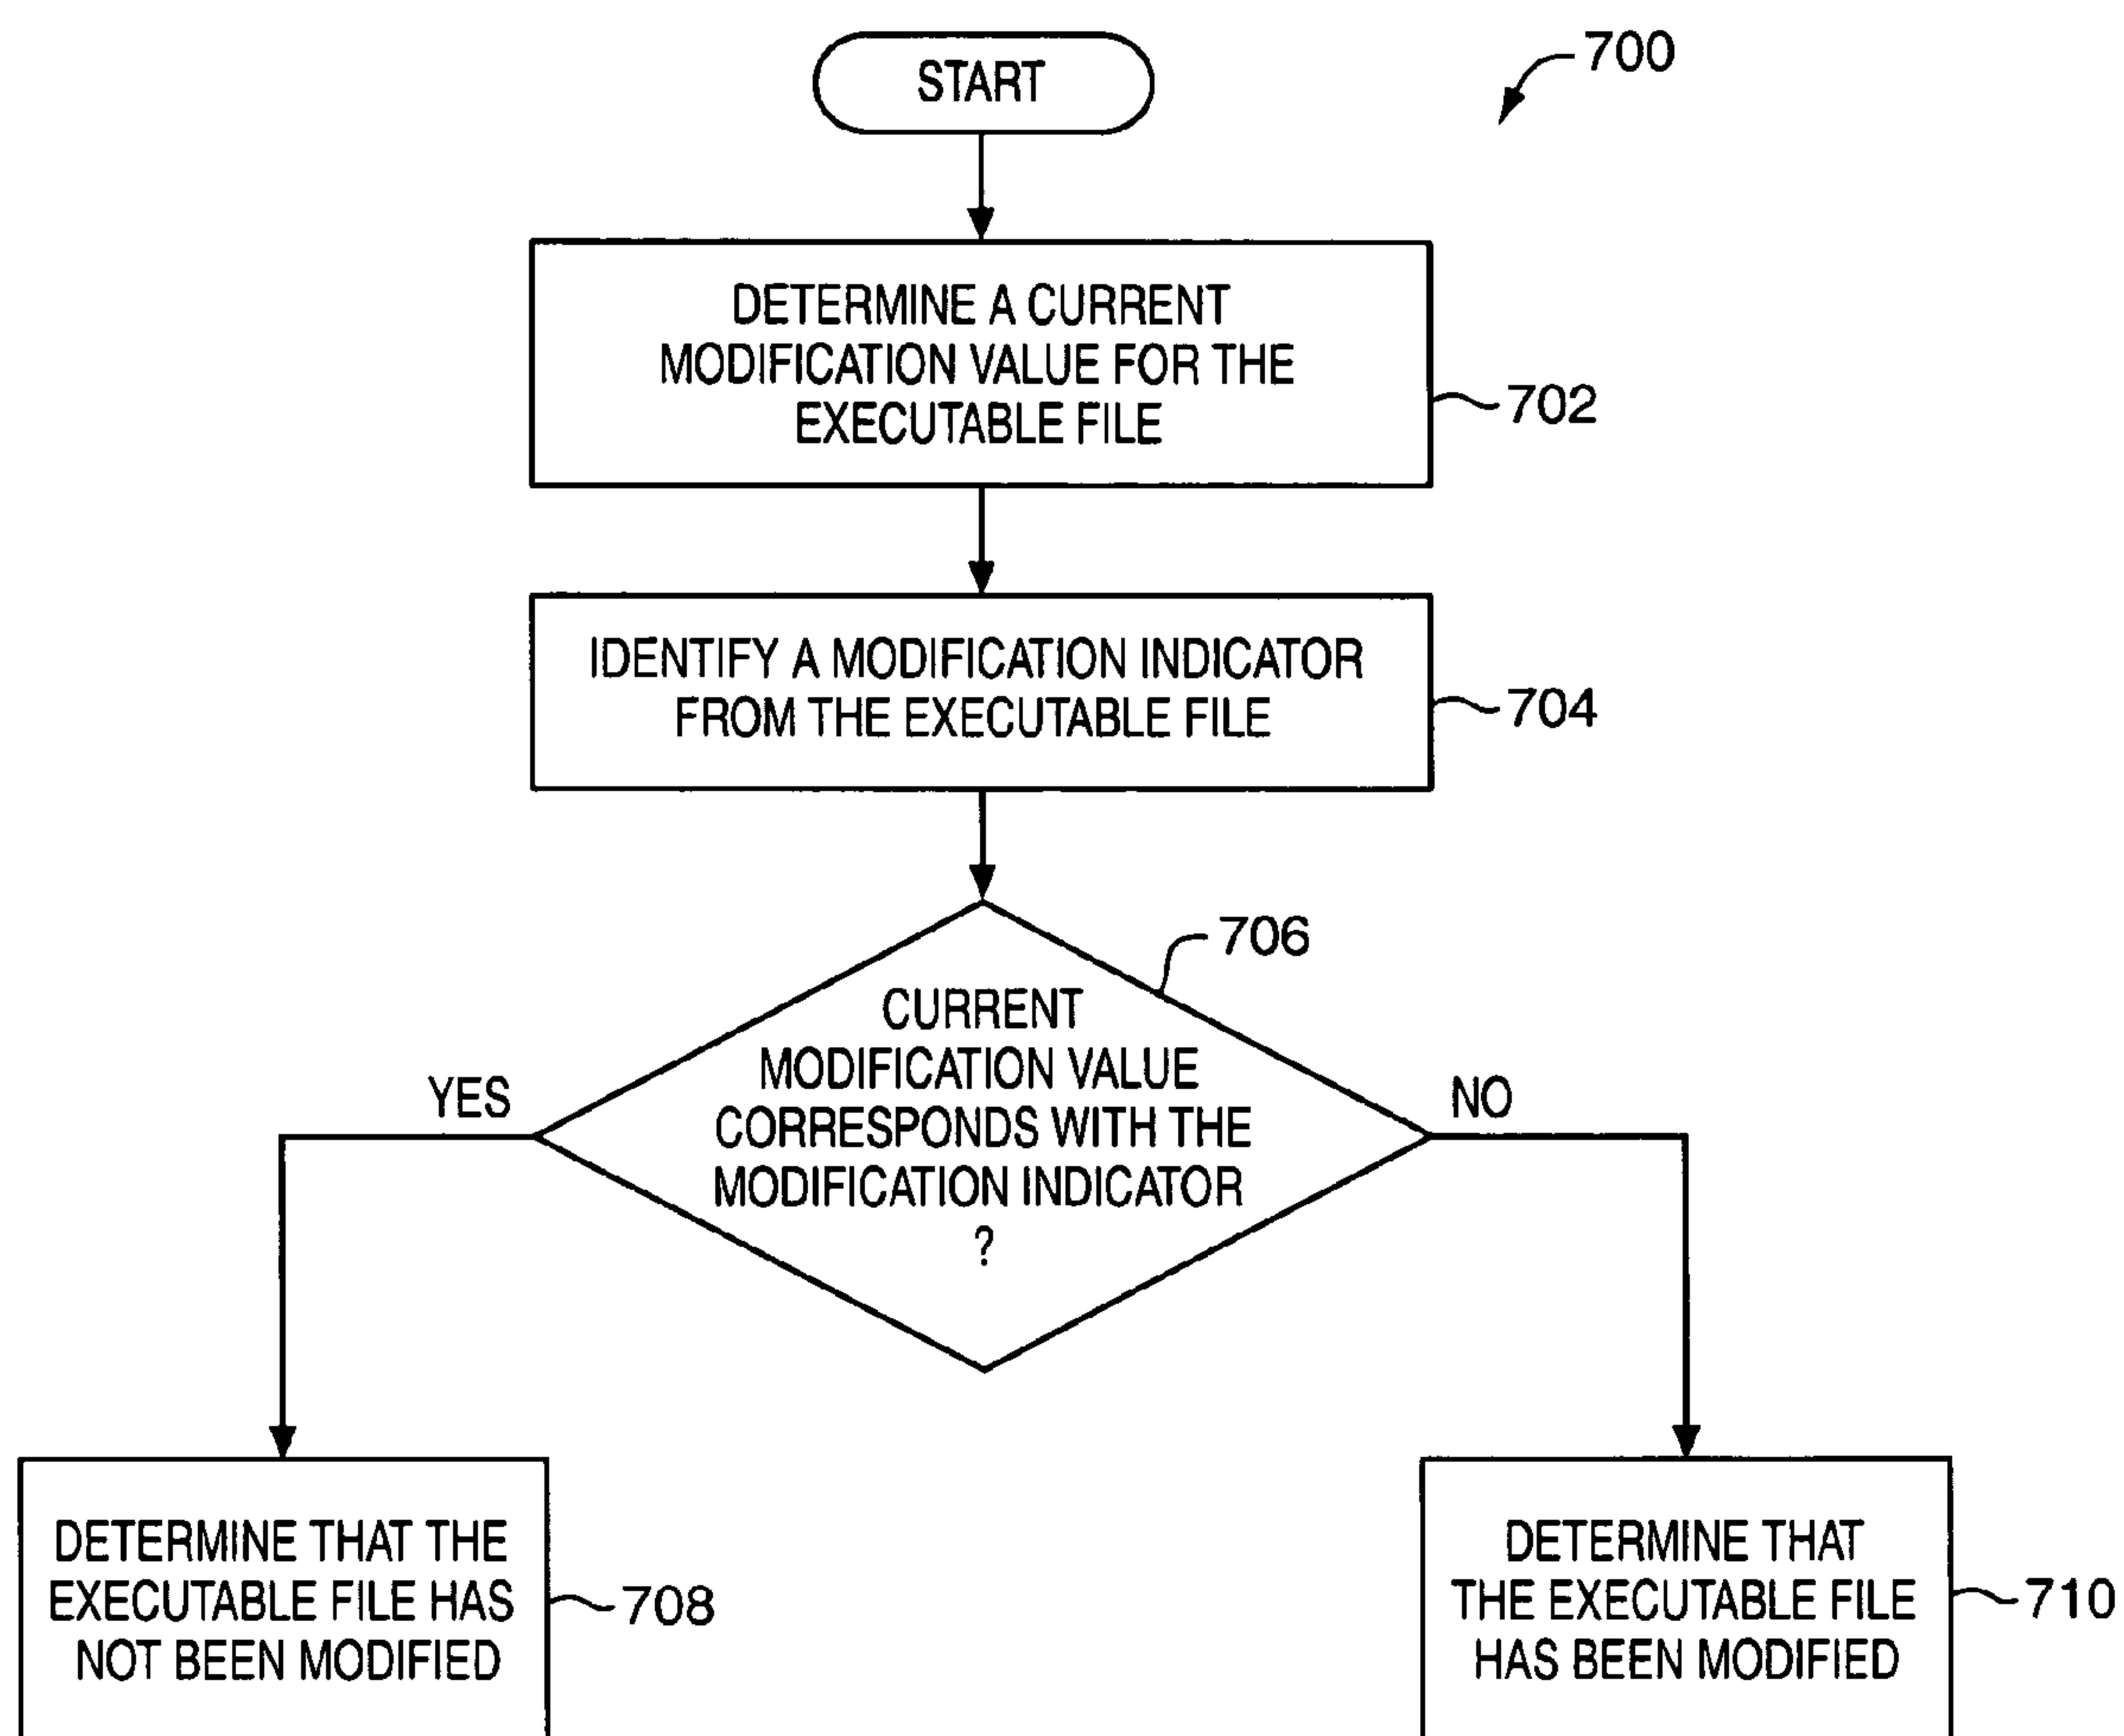 START
700
DETERMINE A CURRENT
MODIFICATION VALUE FOR THE
EXECUTABLE FILE
702
IDENTIFY A MODIFICATION INDICATOR
FROM THE EXECUTABLE FILE
704
706
CURRENT
MODIFICATION VALUE
CORRESPONDS WITH THE
MODIFICATION INDICATOR
?
YES
NO
DETERMINE THAT THE
EXECUTABLE FILE HAS
NOT BEEN MODIFIED
708
DETERMINE THAT
THE EXECUTABLE FILE
HAS BEEN MODIFIED
710